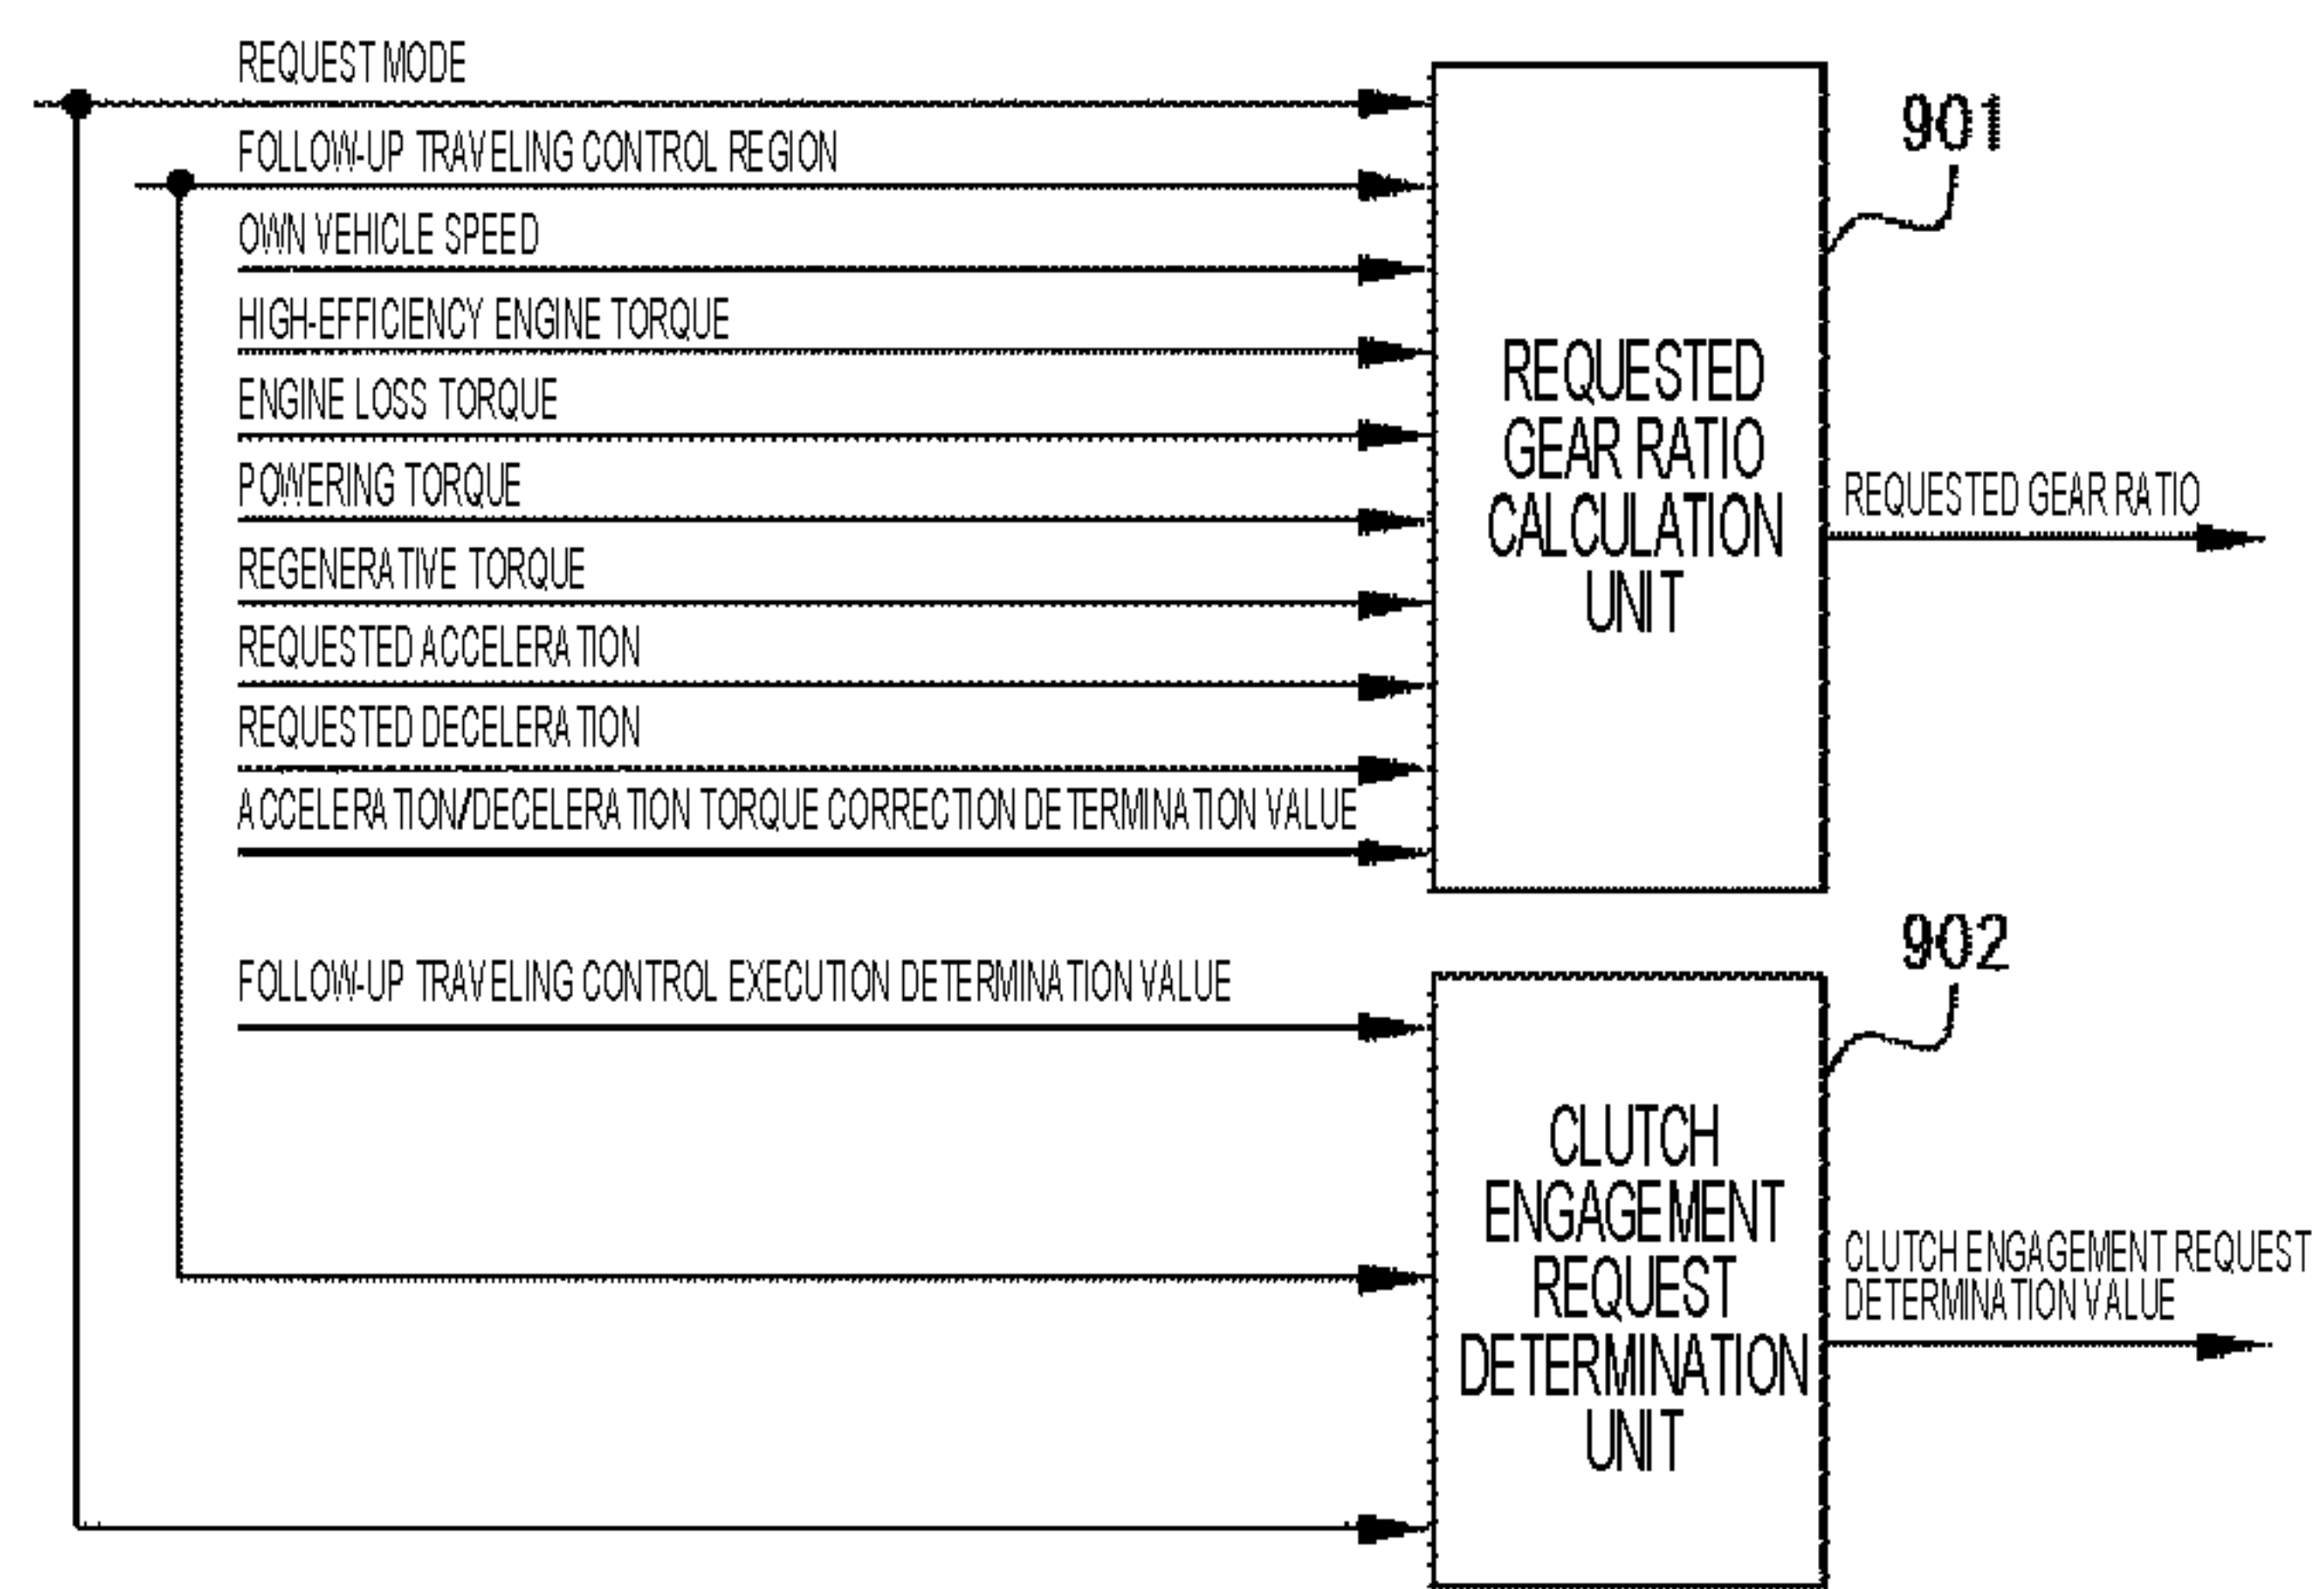 REQUEST MODE
FOLLOW-UP TRAVELING CONTROL REGION
OWN VEHICLE SPEED
HIGH-EFFICIENCY ENGINE TORQUE
ENGINE LOSS TORQUE
POWERING TORQUE
REGENERATIVE TORQUE
REQUESTED ACCELERATION
REQUESTED DECELERATION
ACCELERATION/DECELERATION TORQUE CORRECTION DETERMINATION VALUE
REQUESTED
GEAR RATIO
CALCULATION
UNIT
901
REQUESTED GEAR RATIO
FOLLOW-UP TRAVELING CONTROL EXECUTION DETERMINATION VALUE
CLUTCH
ENGAGEMENT
REQUEST
DETERMINATION
UNIT
902
CLUTCH ENGAGEMENT REQUEST
DETERMINATION VALUE